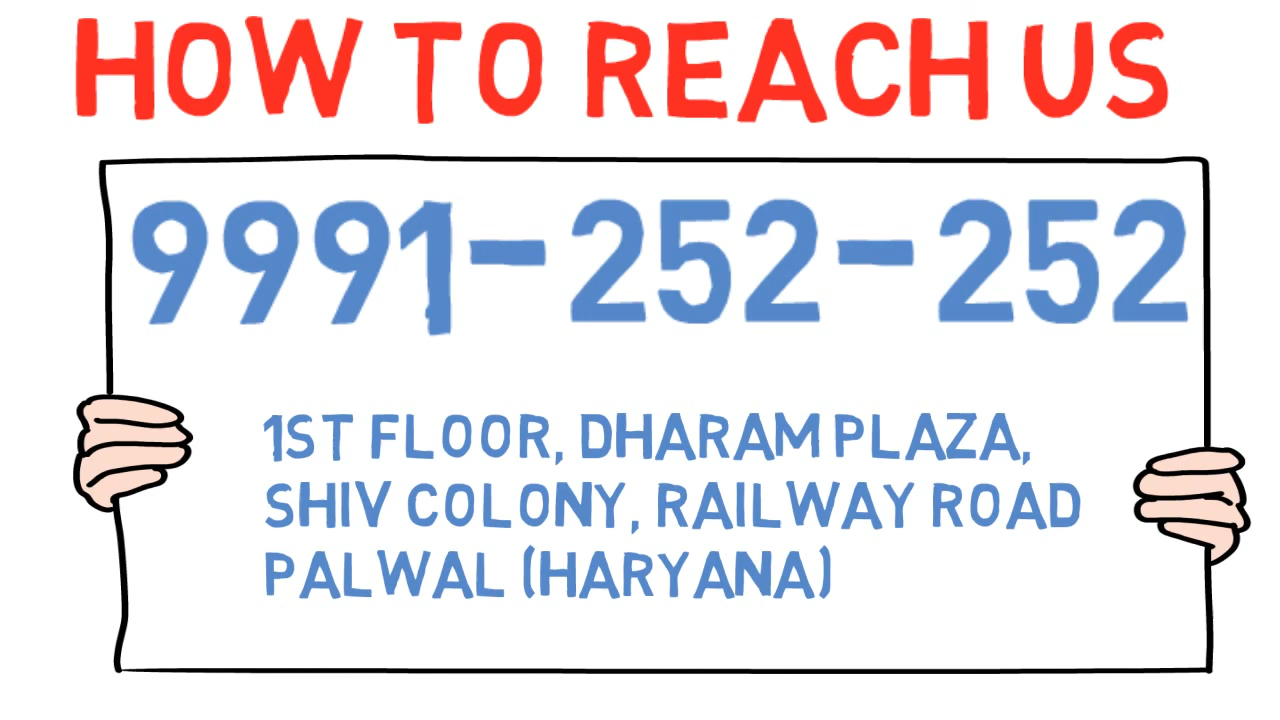 HOW TO REACH US
9991-252-252
1ST FLOOR, DHARAM PLAZA,
SHIV COLONY, RAILWAY ROAD
PALWAL (HARYANA)